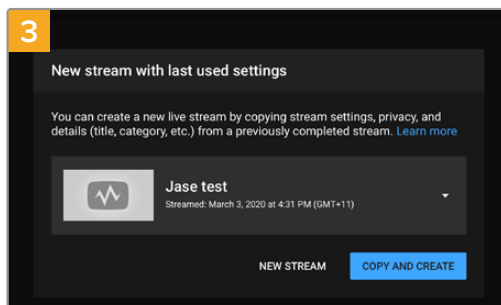 3
New stream with last used settings
You can create a new live stream by copying stream settings, privacy, and
details (title, category, etc.) from a previously completed stream. Learn more
Jase test
Streamed: March 3, 2020 at 4:31 PM (GMT+11)
NEW STREAM COPY AND CREATE